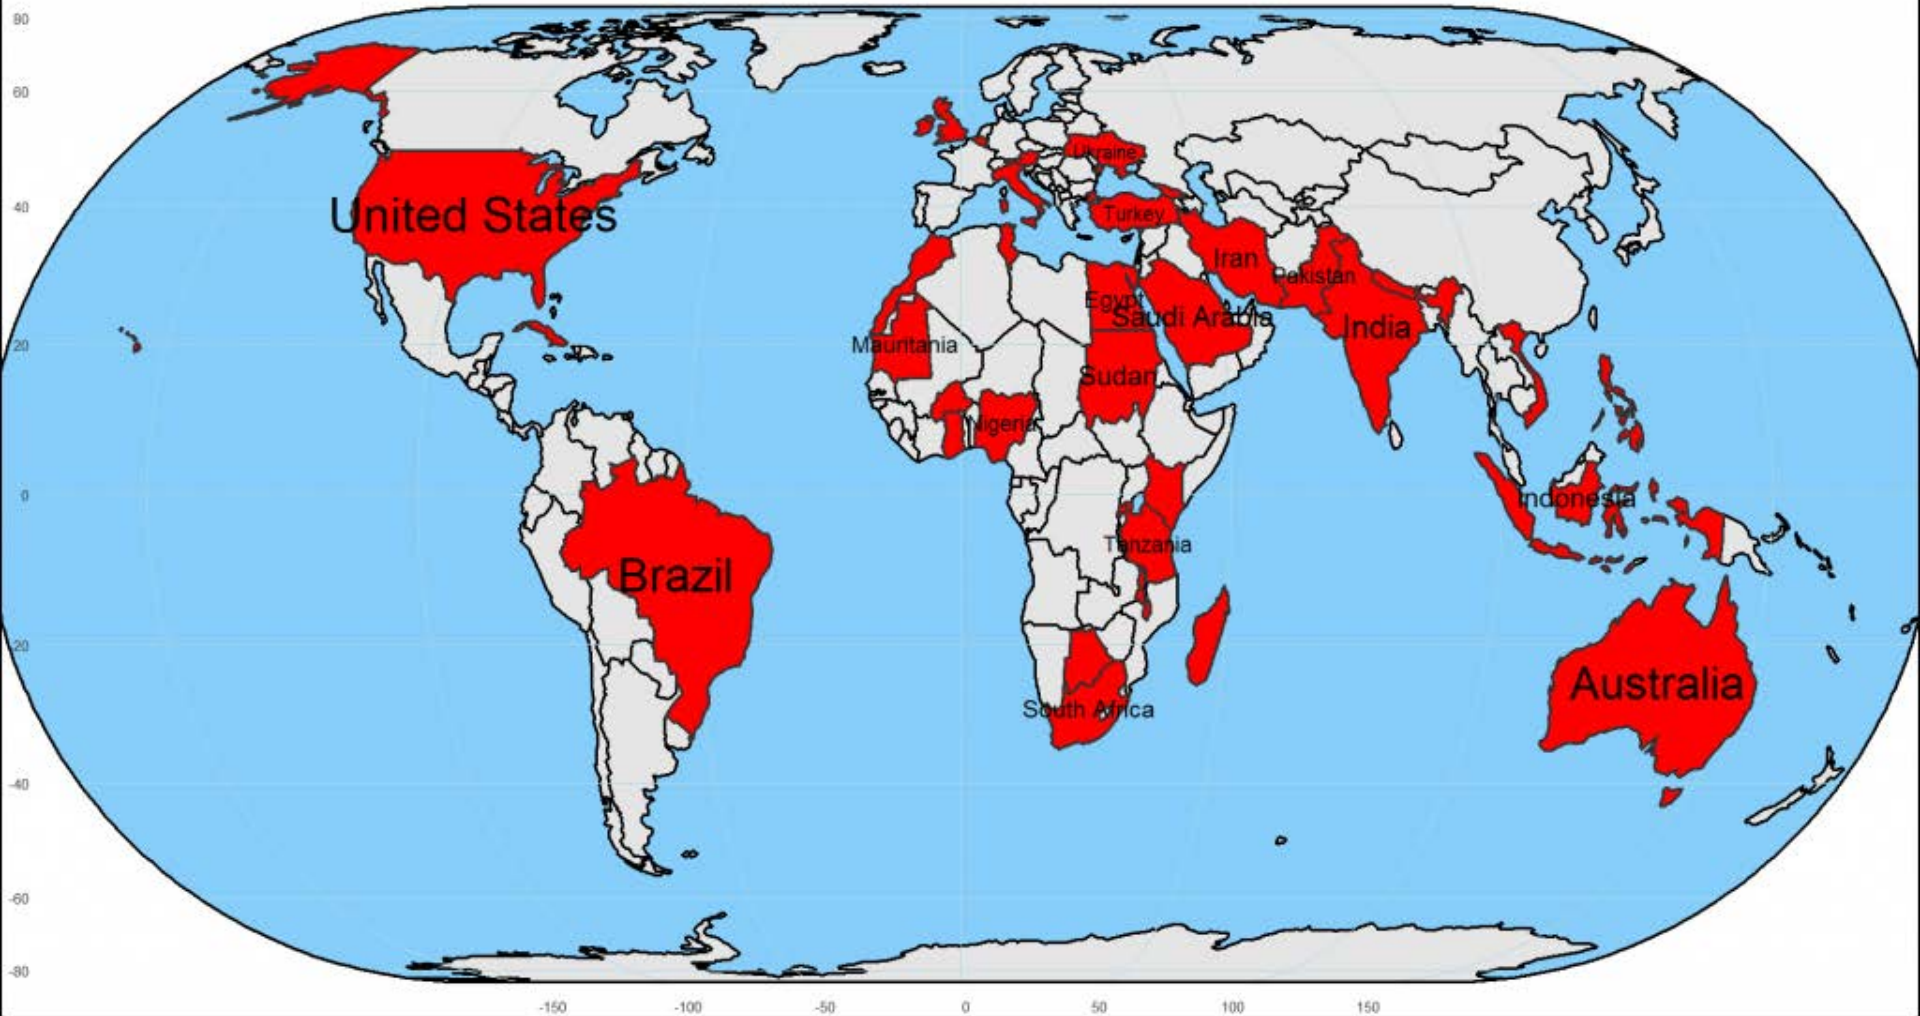 80
60
Ukraine
40
United States
Turkey
Iran
Pakistan
Egypt
Saudi Arabia
India
20
Mauritania
Sudan
Nigeria
0
Indonesia
Tanzania
Brazil
20
Australia
South Africa
-40
-60
-80
-150
-100
-50
0
50
100
150